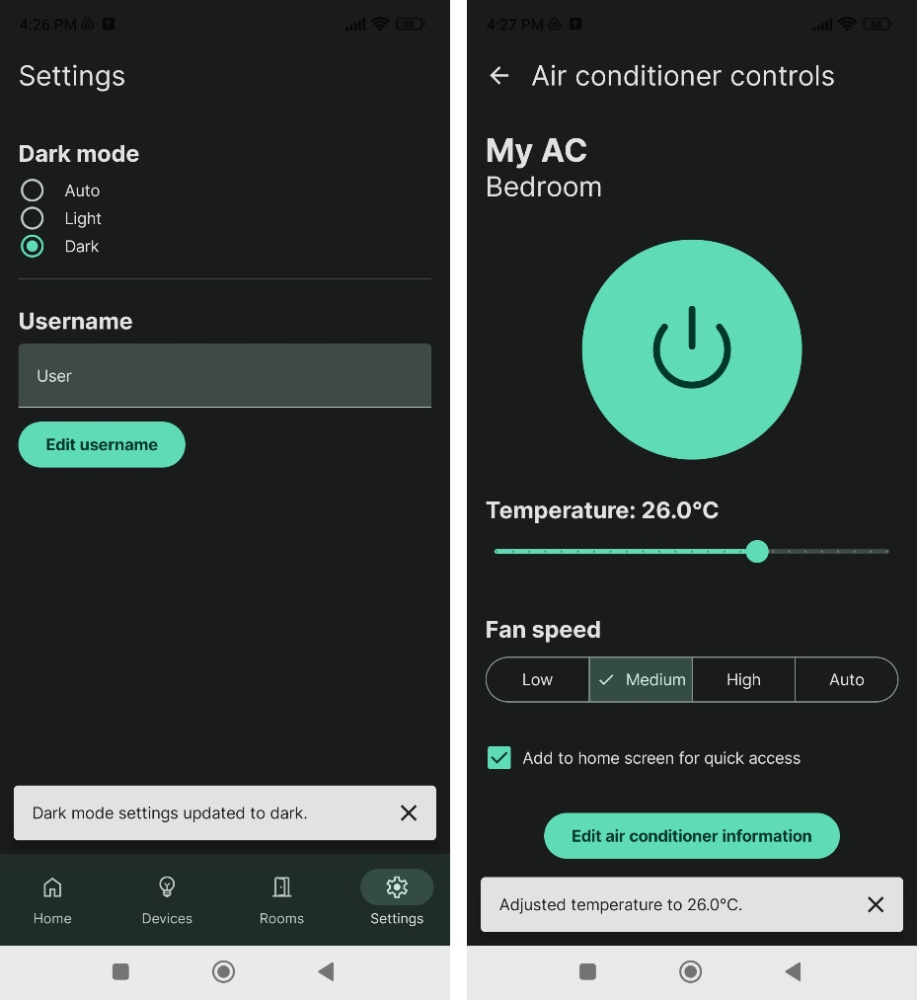 4:26 PM
68
Settings
Dark mode
Auto
Light
Dark
Username
User
Edit username
Dark mode settings updated to dark.
Home
Devices
Rooms
Settings
4:27 PM
68
Air conditioner controls
My AC
Bedroom
Temperature: 26.0°C
Fan speed
Low
Medium
High
Auto
Add to home screen for quick access
Edit air conditioner information
Adjusted temperature to 26.0°C.